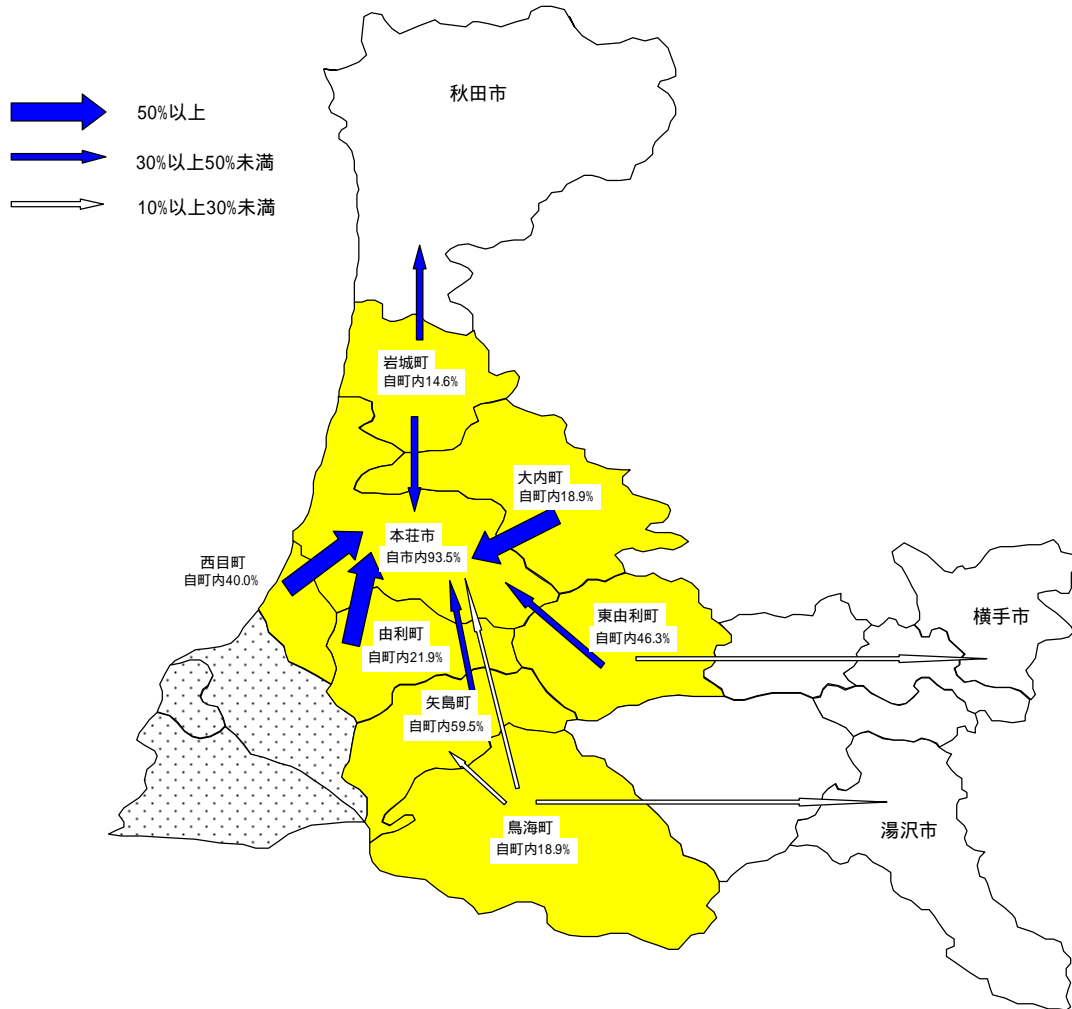 秋田市
50%以上
30%以上50%未満
10%以上30%未満
岩城町
自町内14.6%
大内町
自町内18.9%
本荘市
自市内93.5%
西目町
自町内40.0%
東由利町
自町内46.3%
横手市
由利町
自町内21.9%
矢島町
自町内59.5%
鳥海町
自町内18.9%
湯沢市